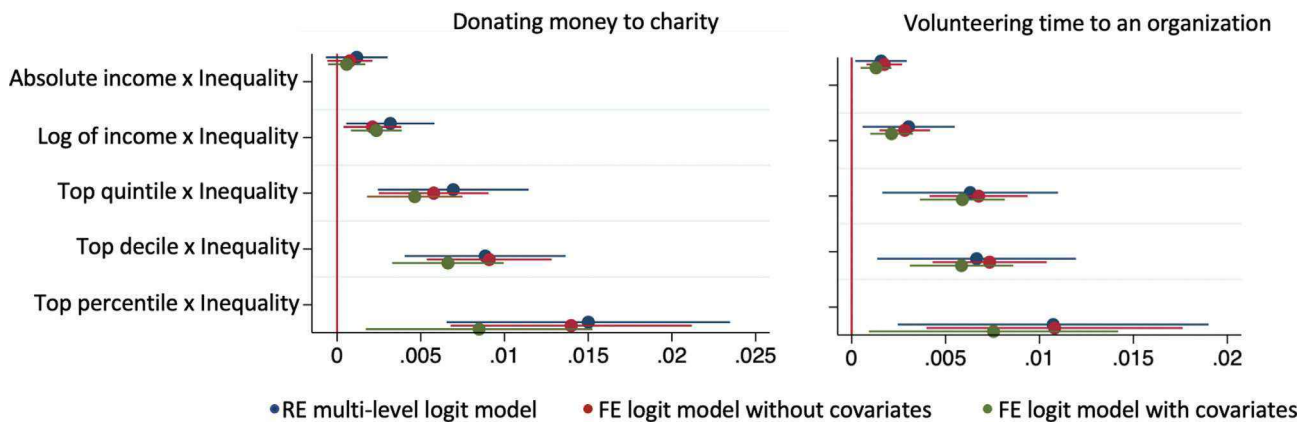 Donating money to charity
Volunteering time to an organization
Absolute income x Inequality
Log of income x Inequality
Top quintile x Inequality
Top decile x Inequality
Top percentile x Inequality
0 .005 .01 .015 .02 .025
0 .005 .01 .015 .02
RE multi-level logit model FE logit model without covariates FE logit model with covariates